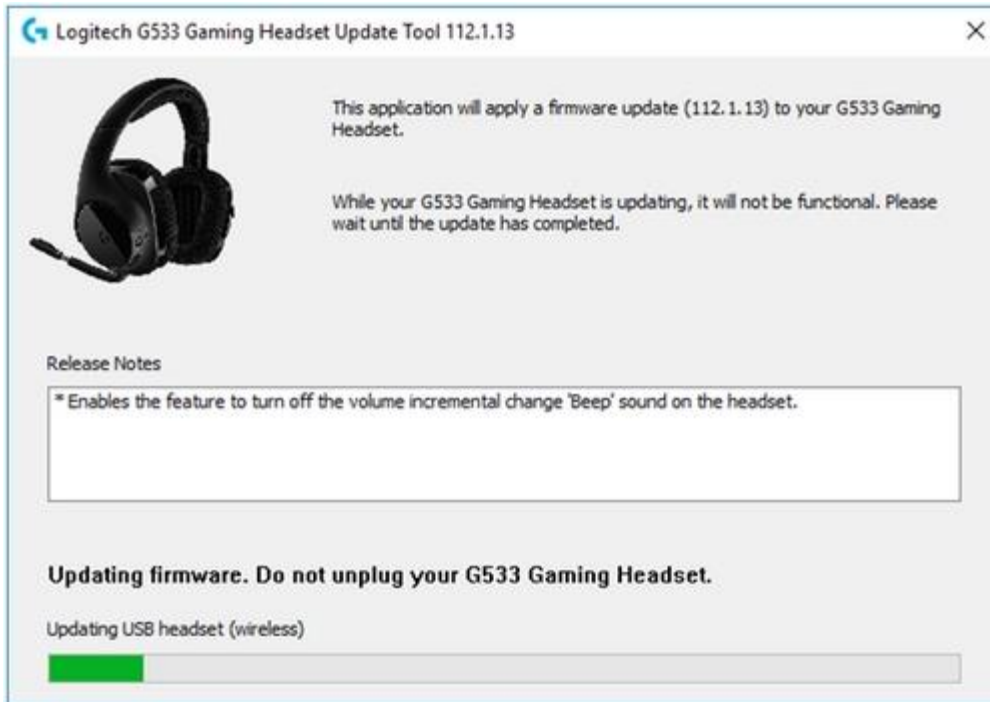 Logitech G533 Gaming Headset Update Tool 112.1.13
This application will apply a firmware update (112.1.13) to your G533 Gaming
Headset.
While your G533 Gaming Headset is updating, it will not be functional. Please
wait until the update has completed.
Release Notes
* Enables the feature to turn off the volume incremental change 'Beep' sound on the headset.
Updating firmware. Do not unplug your G533 Gaming Headset.
Updating USB headset (wireless)